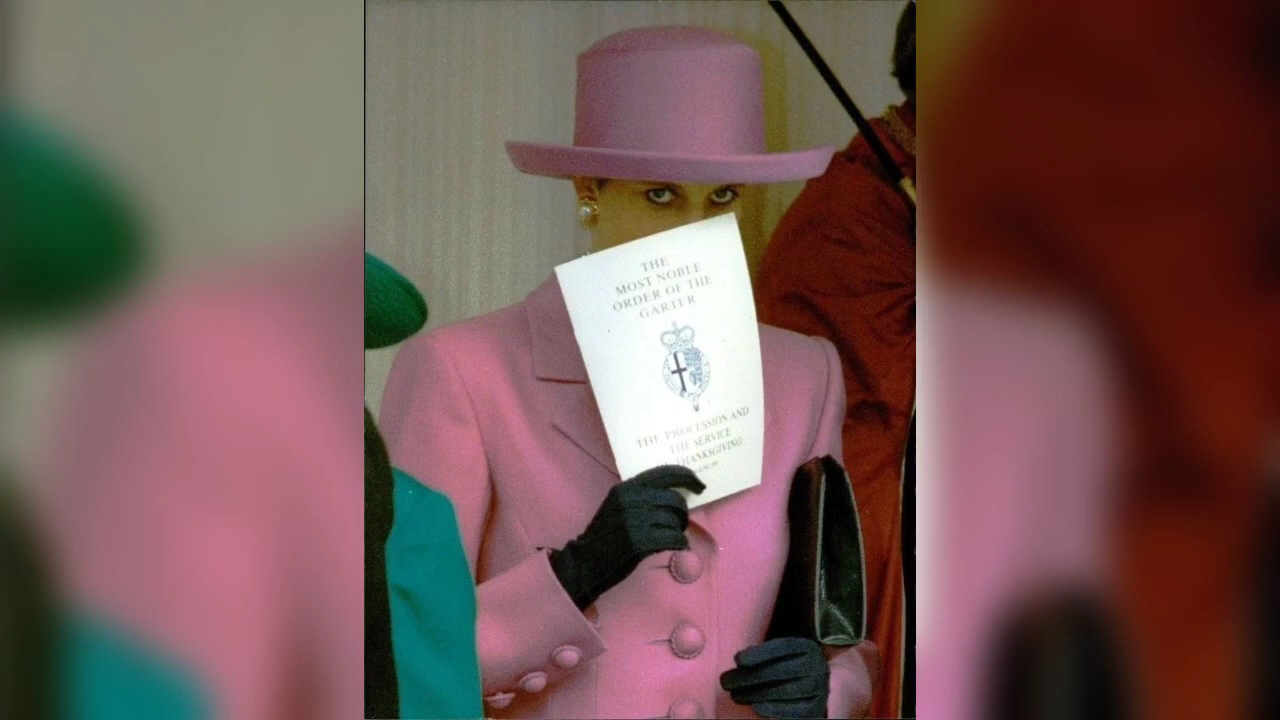 THE
MOST NOBLE
ORDER OF THE
GARTER
THE PROCESSION AND
THE SERVICE
THANKSGIVING